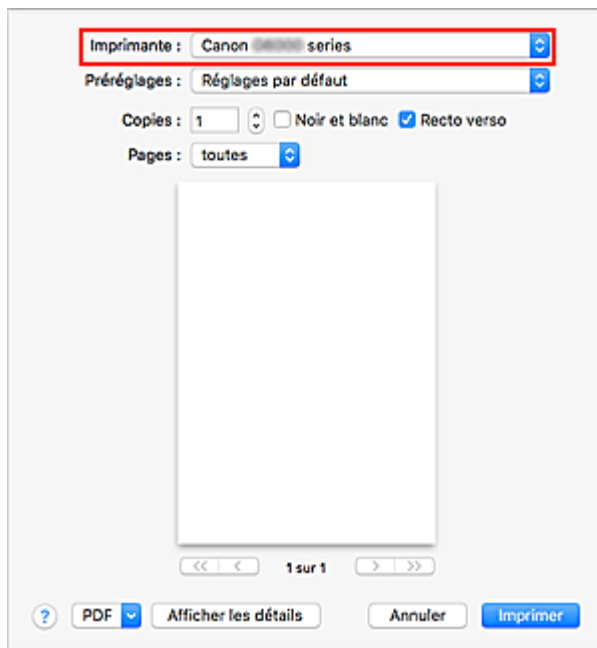 Imprimante : Canon series
Préréglages : Réglages par défaut
Copies : 1 Noir et blanc Recto verso
Pages : toutes
1 sur 1
? PDF Afficher les détails Annuler Imprimer